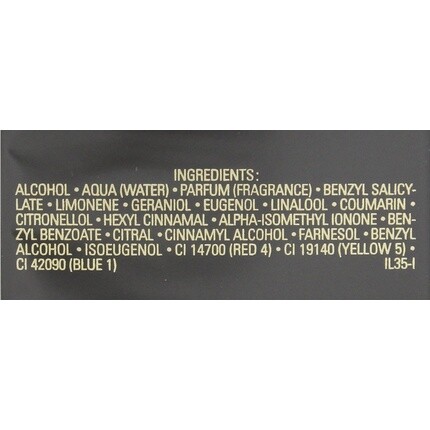 INGREDIENTS:
ALCOHOL • AQUA (WATER) • PARFUM (FRAGRANCE) • BENZYL SALICY-
LATE • LIMONENE • GERANIOL • EUGENOL • LINALOOL • COUMARIN •
CITRONELLOL • HEXYL CINNAMAL • ALPHA-ISOMETHYL IONONE • BEN-
ZYL BENZOATE • CITRAL • CINNAMYL ALCOHOL • FARNESOL • BENZYL
ALCOHOL • ISOEUGENOL • CI 14700 (RED 4) • CI 19140 (YELLOW 5) •
CI 42090 (BLUE 1) IL35-I